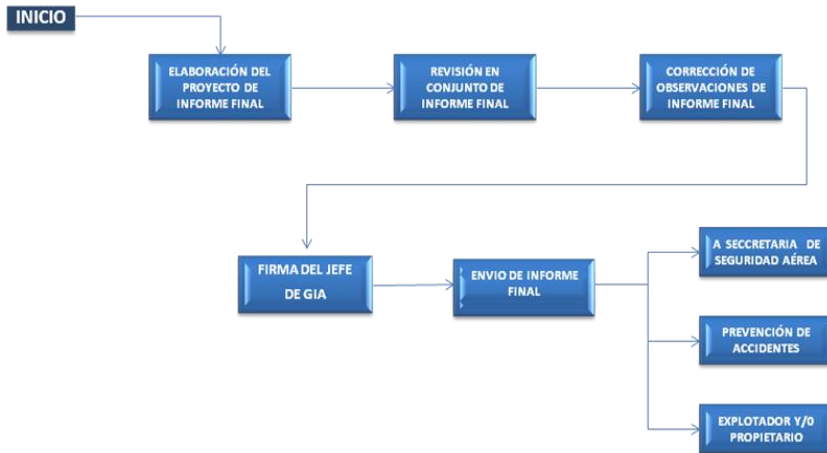 INICIO
ELABORACIÓN DEL
PROYECTO DE
INFORME FINAL
REVISIÓN EN
CONJUNTO DE
INFORME FINAL
CORRECCIÓN DE
OBSERVACIONES DE
INFORME FINAL
FIRMA DEL JEFE
DE GIA
ENVIO DE INFORME
FINAL
A SECCRETARIA DE
SEGURIDAD AÉREA
PREVENCIÓN DE
ACCIDENTES
EXPLOTADOR Y/0
PROPIETARIO